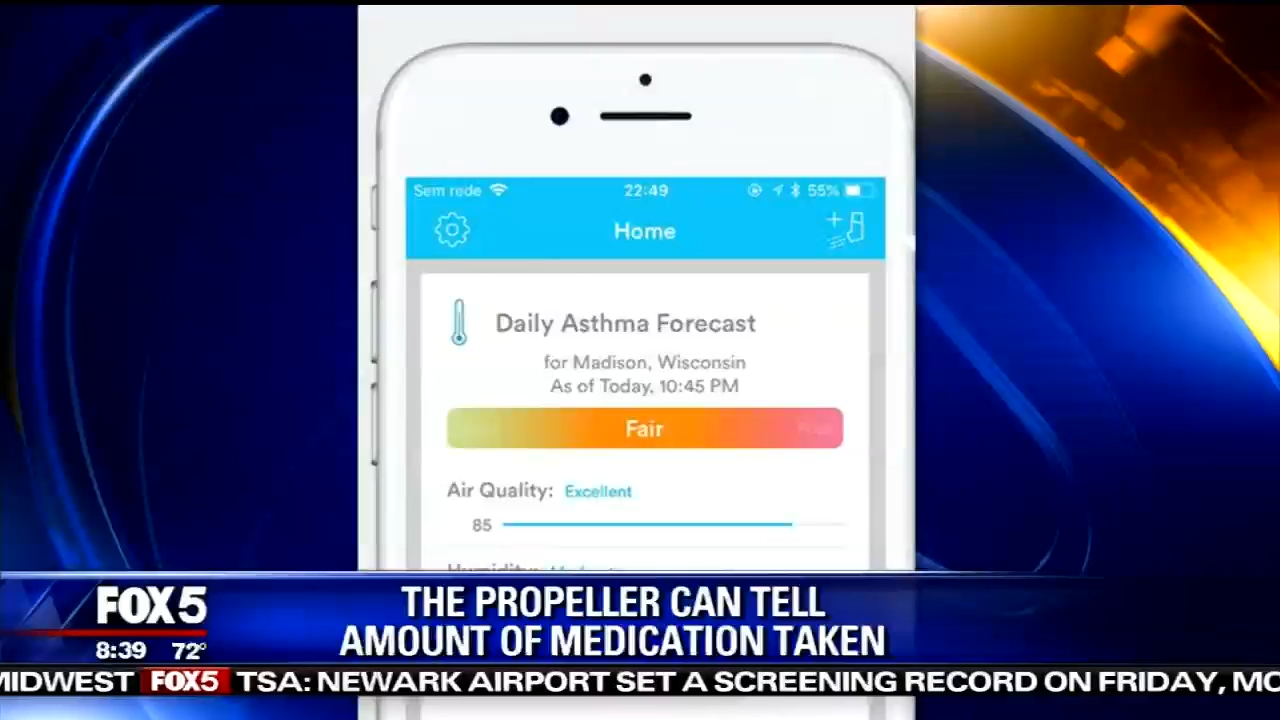 Sem rede 22:49 55%
Home
Daily Asthma Forecast
for Madison, Wisconsin
As of Today, 10:45 PM
Fair
Air Quality: Excellent
85
Humidity:
FOX5
8:39 72°
THE PROPELLER CAN TELL
AMOUNT OF MEDICATION TAKEN
MIDWEST FOX5 TSA: NEWARK AIRPORT SET A SCREENING RECORD ON FRIDAY, MO